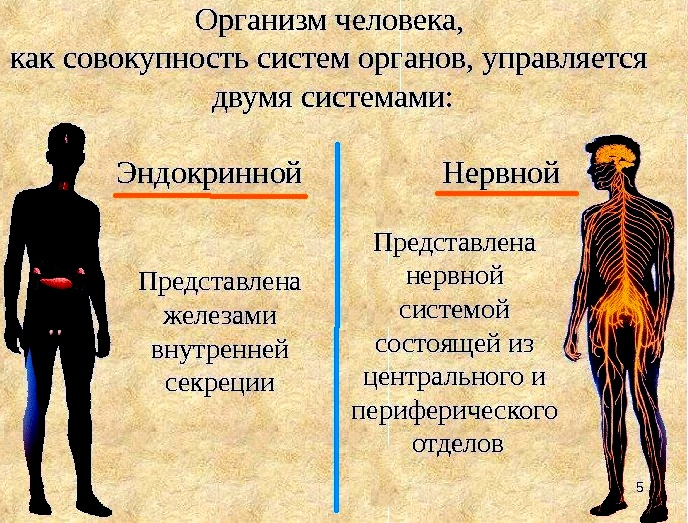 Организм человека,
как совокупность систем органов, управляется
двумя системами:
Эндокринной
Представлена
железами
внутренней
секреции
Нервной
Представлена
нервной
системой
состоящей из
центрального и
периферического
отделов
5